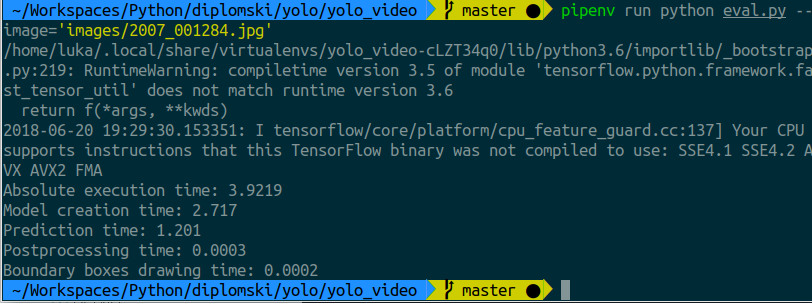 ~/Workspaces/Python/diplomski/yolo/yolo_video master ● pipenv run python eval.py --
image='images/2007_001284.jpg'
/home/luka/.local/share/virtualenvs/yolo_video-cLZT34q0/lib/python3.6/importlib/_bootstrap
.py:219: RuntimeWarning: compiletime version 3.5 of module 'tensorflow.python.framework.fa
st_tensor_util' does not match runtime version 3.6
  return f(*args, **kwds)
2018-06-20 19:29:30.153351: I tensorflow/core/platform/cpu_feature_guard.cc:137] Your CPU
supports instructions that this TensorFlow binary was not compiled to use: SSE4.1 SSE4.2 A
VX AVX2 FMA
Absolute execution time: 3.9219
Model creation time: 2.717
Prediction time: 1.201
Postprocessing time: 0.0003
Boundary boxes drawing time: 0.0002
~/Workspaces/Python/diplomski/yolo/yolo_video master ●